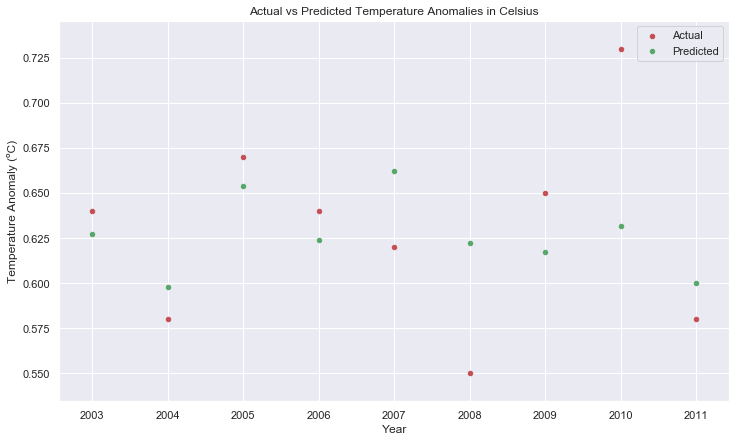 Actual vs Predicted Temperature Anomalies in Celsius
Actual
Predicted
Temperature Anomaly (ºC)
0.725
0.700
0.675
0.650
0.625
0.600
0.575
0.550
2003 2004 2005 2006 2007 2008 2009 2010 2011
Year